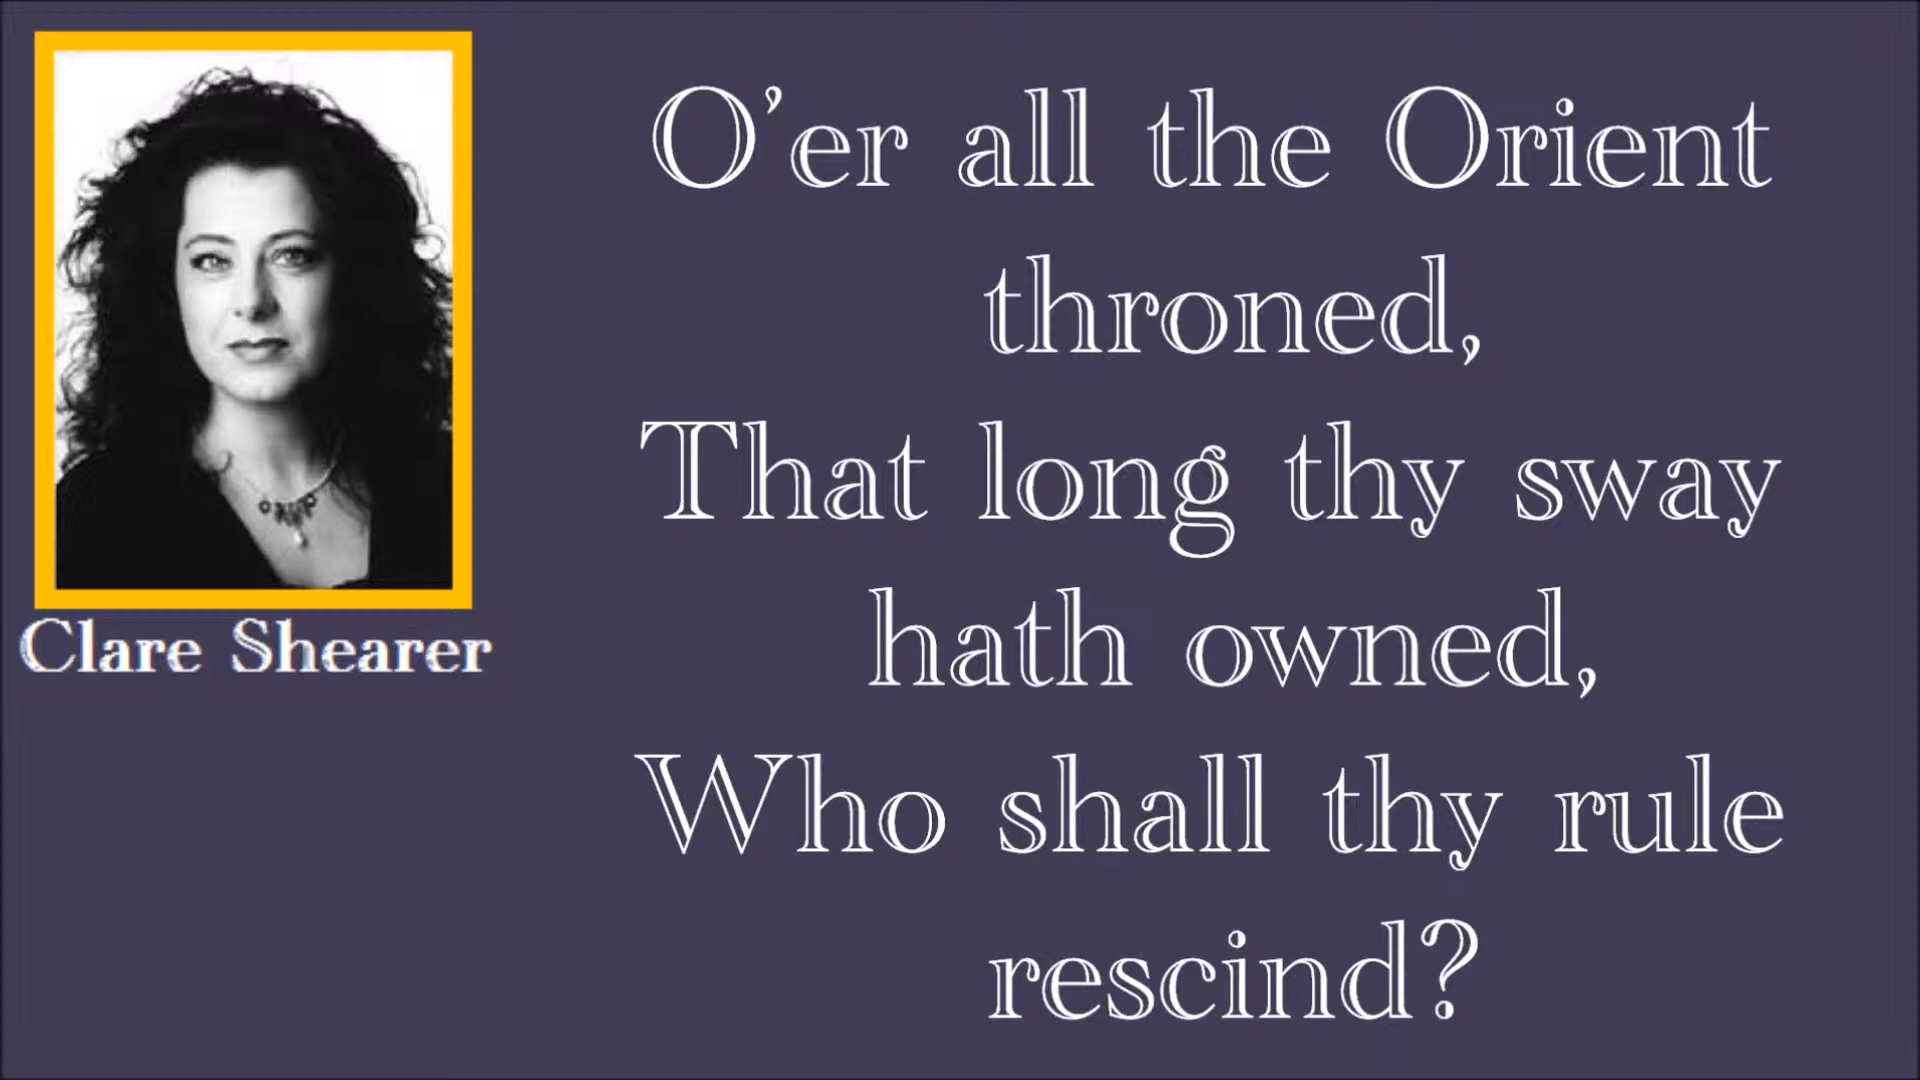 Clare Shearer
O’er all the Orient
throned,
That long thy sway
hath owned,
Who shall thy rule
rescind?